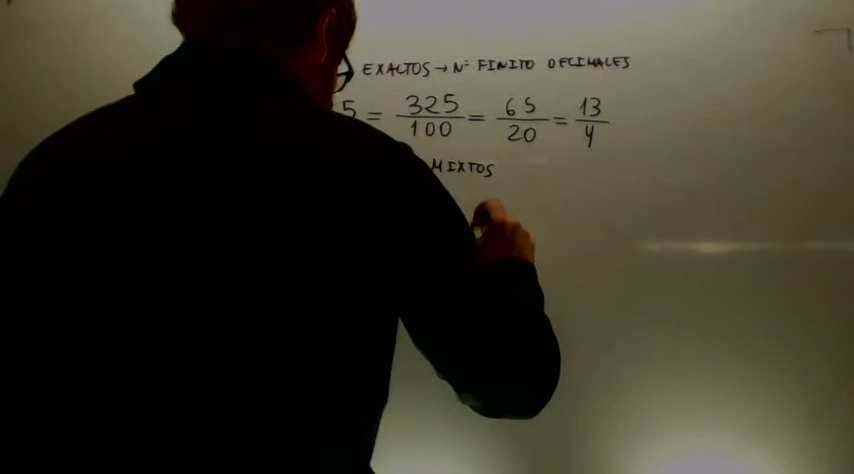 EXACTOS → Nº FINITO DECIMALES
5 = 325/100 = 65/20 = 13/4
MIXTOS